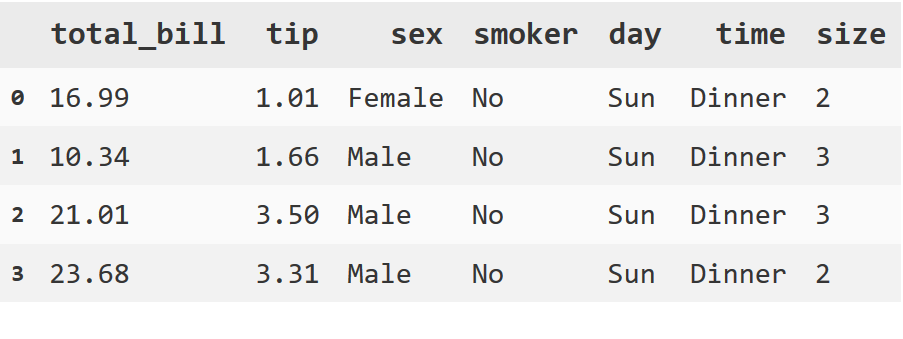 total_bill tip sex smoker day time size
0 16.99 1.01 Female No Sun Dinner 2
1 10.34 1.66 Male No Sun Dinner 3
2 21.01 3.50 Male No Sun Dinner 3
3 23.68 3.31 Male No Sun Dinner 2